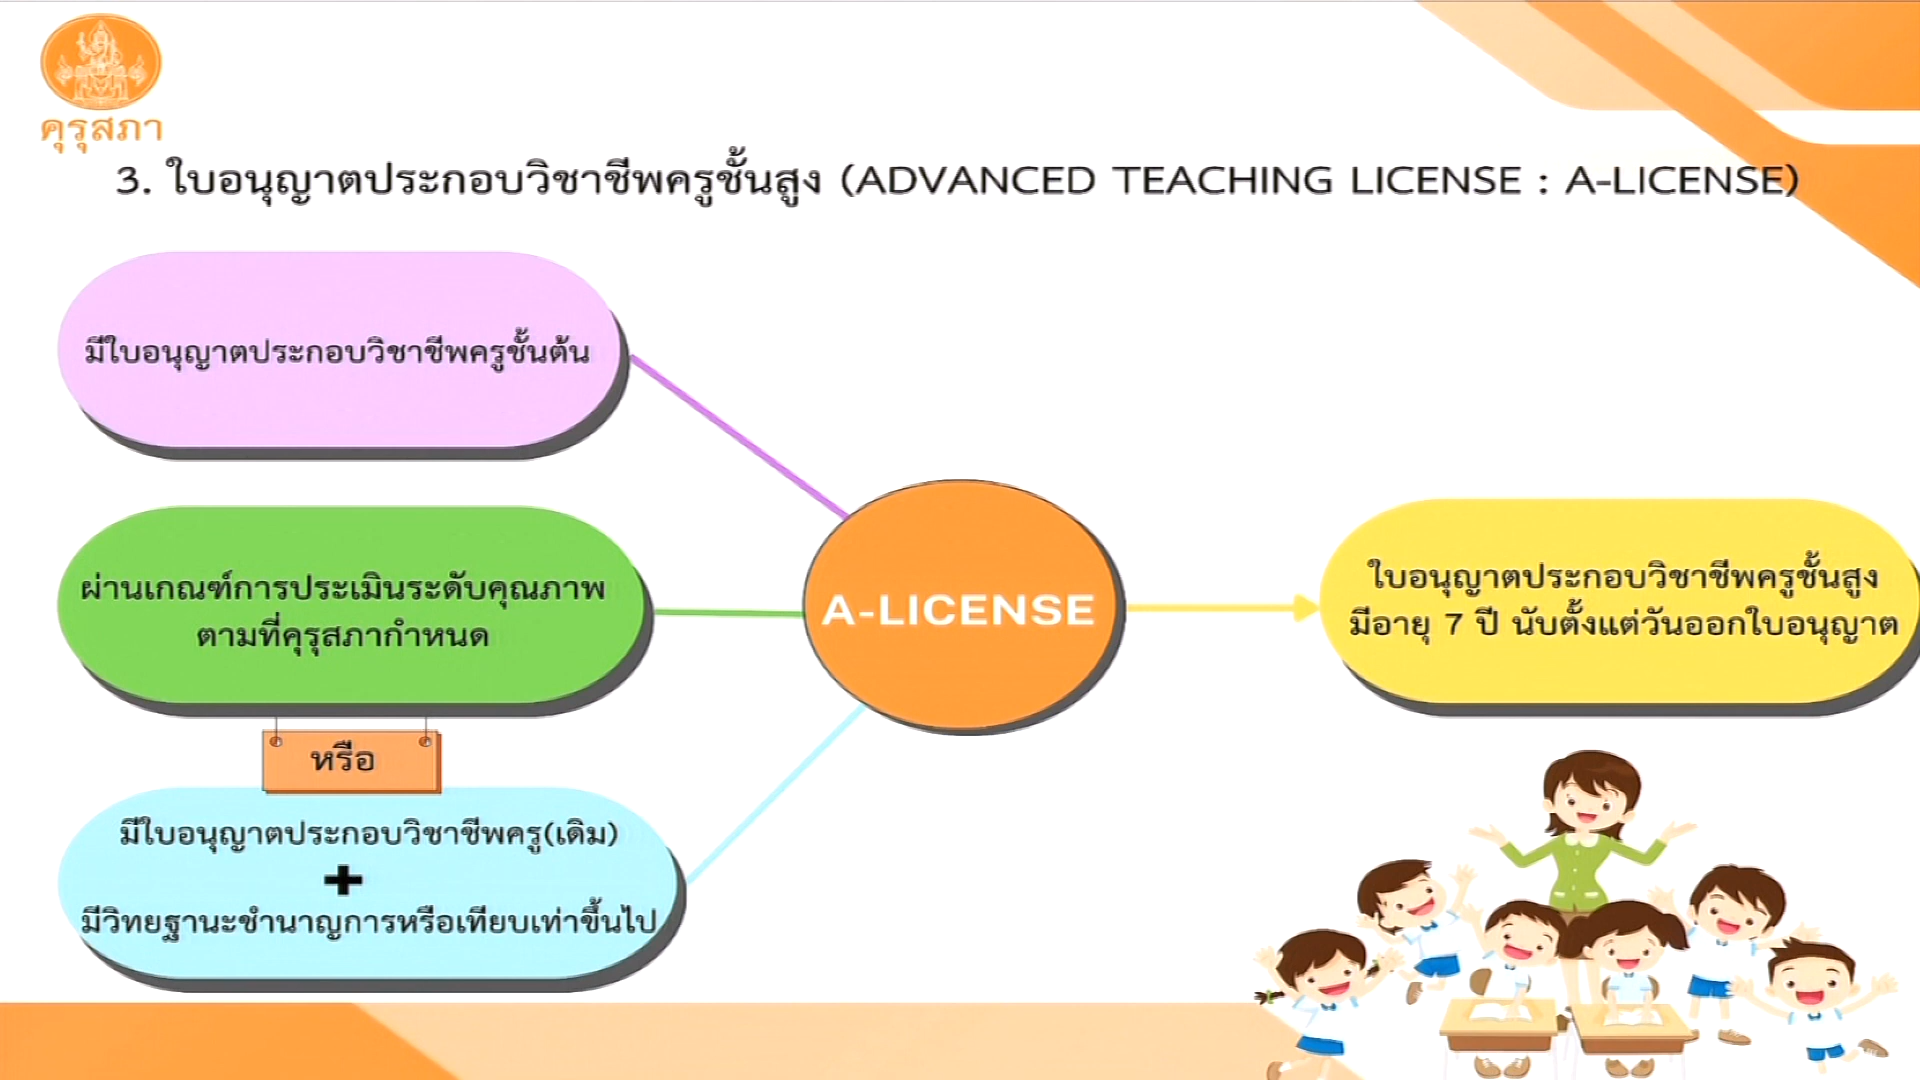 คุรุสภา
3. ใบอนุญาตประกอบวิชาชีพครูชั้นสูง (ADVANCED TEACHING LICENSE : A-LICENSE)
มีใบอนุญาตประกอบวิชาชีพครูชั้นต้น
ผ่านเกณฑ์การประเมินระดับคุณภาพ
ตามที่คุรุสภากำหนด
หรือ
มีใบอนุญาตประกอบวิชาชีพครู(เดิม)
+
มีวิทยฐานะชำนาญการหรือเทียบเท่าขึ้นไป
A-LICENSE
ใบอนุญาตประกอบวิชาชีพครูชั้นสูง
มีอายุ 7 ปี นับตั้งแต่วันออกใบอนุญาต